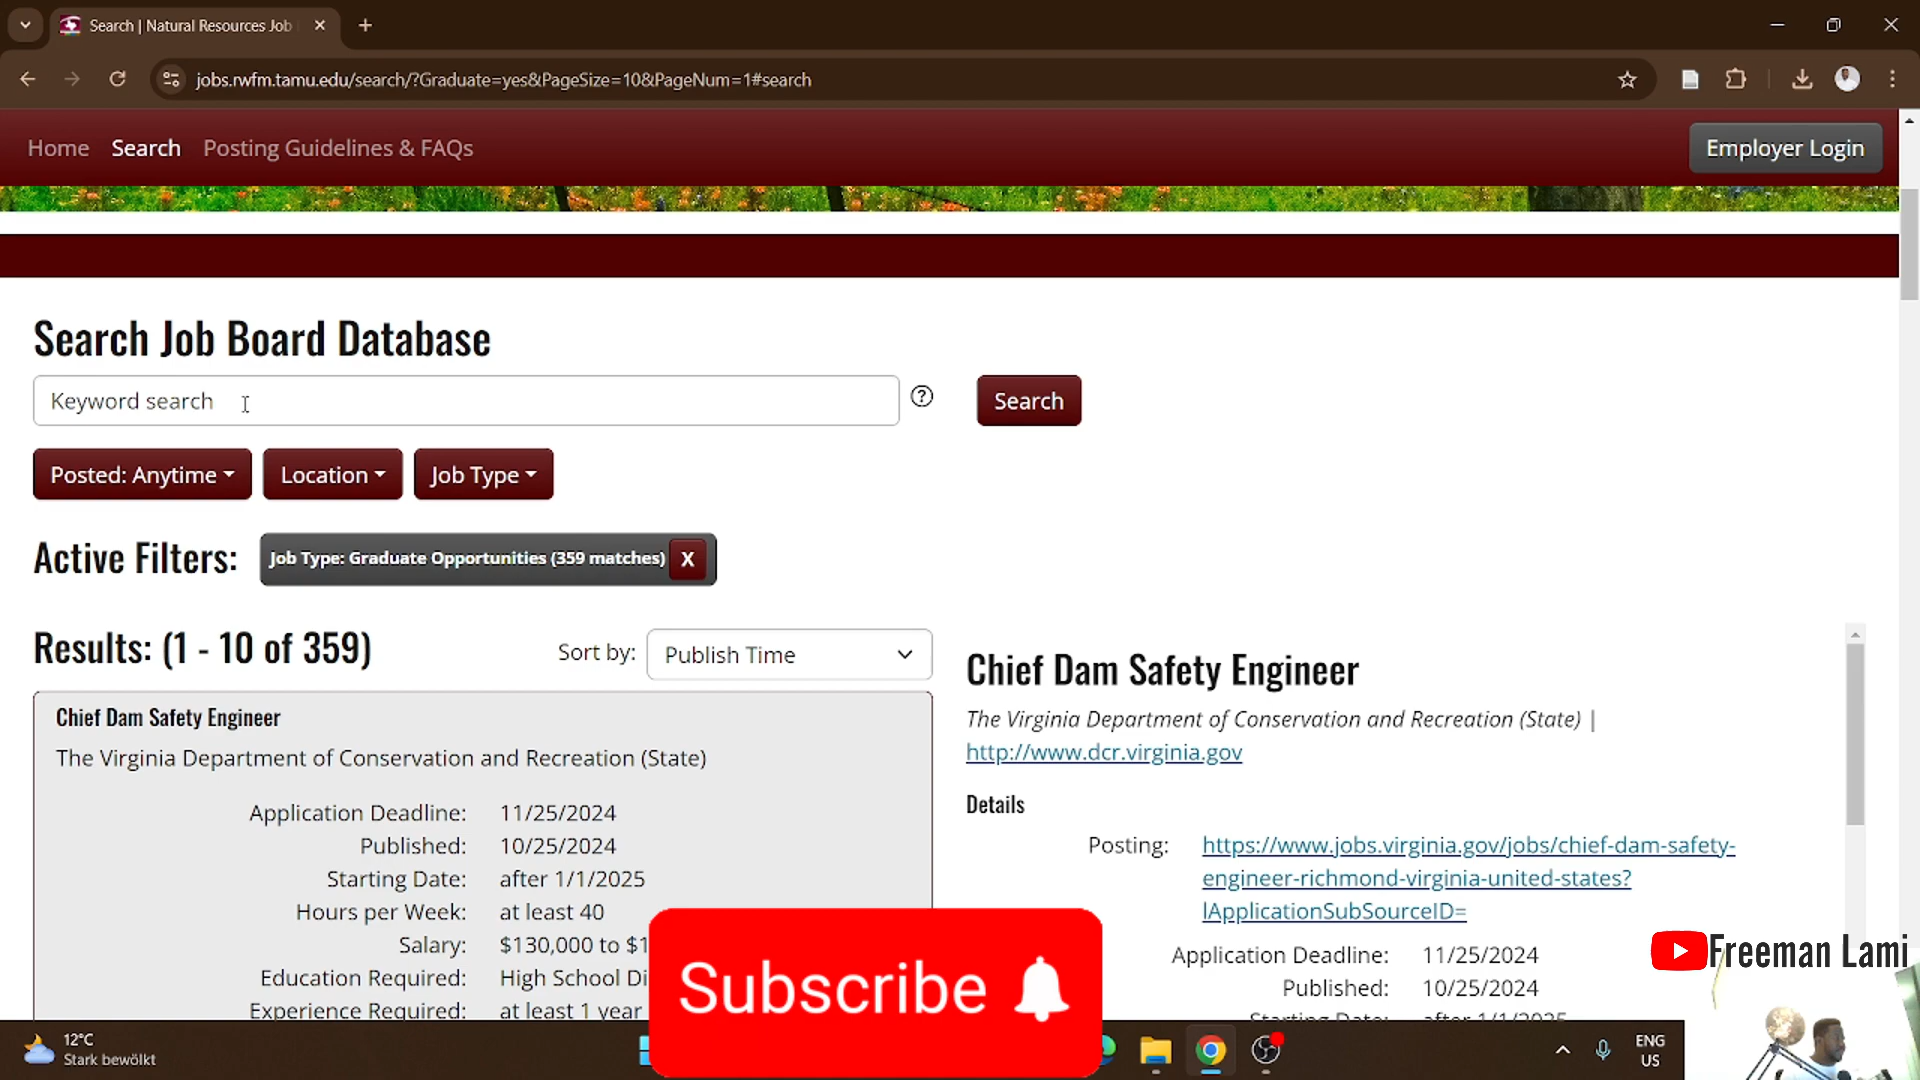 Search | Natural Resources Job
jobs.rwfm.tamu.edu/search/?Graduate=yes&PageSize=10&PageNum=1#search
Home Search Posting Guidelines & FAQs Employer Login
Search Job Board Database
Keyword search
Search
Posted: Anytime Location Job Type
Active Filters: Job Type: Graduate Opportunities (359 matches) X
Results: (1 - 10 of 359) Sort by: Publish Time
Chief Dam Safety Engineer
The Virginia Department of Conservation and Recreation (State)
Application Deadline: 11/25/2024
Published: 10/25/2024
Starting Date: after 1/1/2025
Hours per Week: at least 40
Salary: $130,000 to
Education Required: High School
Experience Required: at least 1 year
Chief Dam Safety Engineer
The Virginia Department of Conservation and Recreation (State) |
http://www.dcr.virginia.gov
Details
Posting: https://www.jobs.virginia.gov/jobs/chief-dam-safety-
engineer-richmond-virginia-united-states?
lApplicationSubSourceID=
Application Deadline: 11/25/2024
Published: 10/25/2024
Starting Date: after 1/1/2025
Subscribe
Freeman Lami
12°C
Stark bewölkt
ENG
US